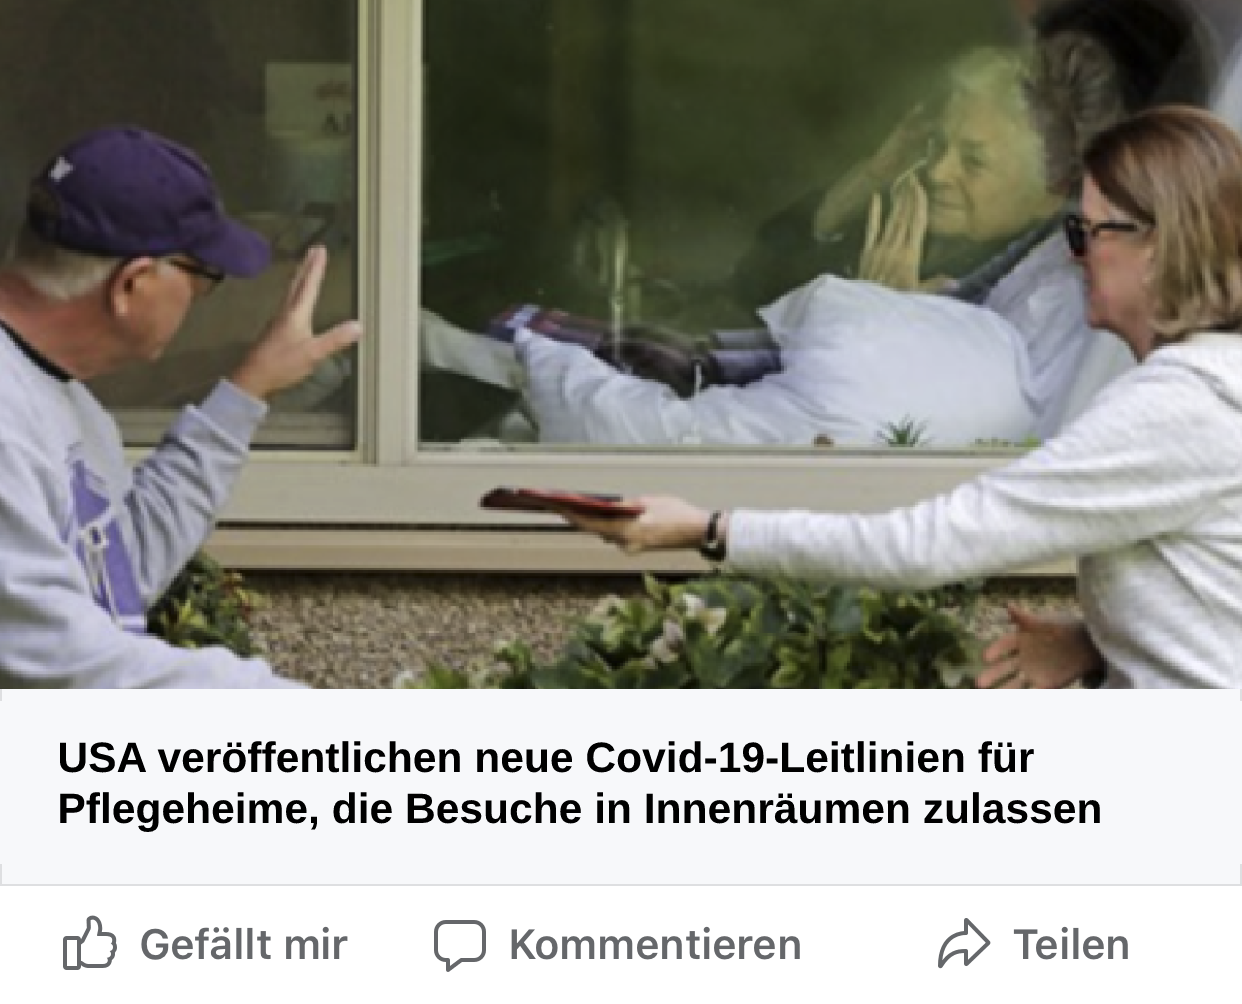 USA veröffentlichen neue Covid-19-Leitlinien für
Pflegeheime, die Besuche in Innenräumen zulassen
Gefällt mir
Kommentieren
Teilen